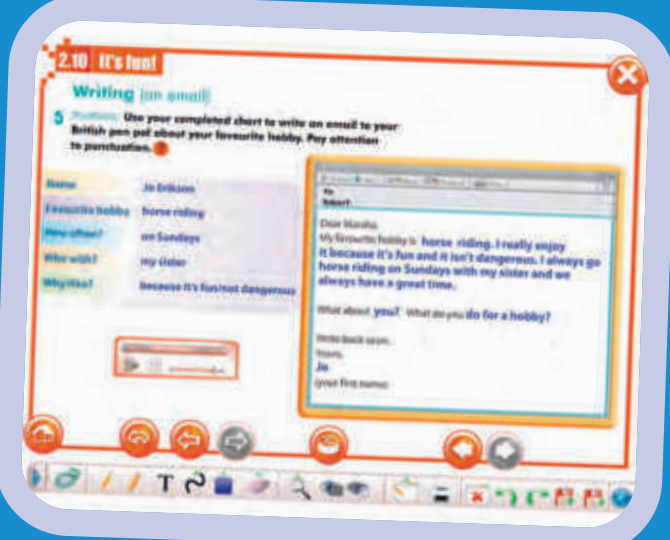 2.10 It's fun!
Writing (an email)
5 Use your completed chart to write an email to your
British pen pal about your favourite hobby. Pay attention
to punctuation.
Name Jo Erikson
Favourite hobby horse riding
How often? on Sundays
Who with? my sister
Why like? because it's fun/not dangerous
To:
Subject:
Dear Marsha,
My favourite hobby is horse riding. I really enjoy
it because it's fun and it isn't dangerous. I always go
horse riding on Sundays with my sister and we
always have a great time.
What about you? What do you do for a hobby?
Write back soon.
Yours,
Jo
(your first name)
T